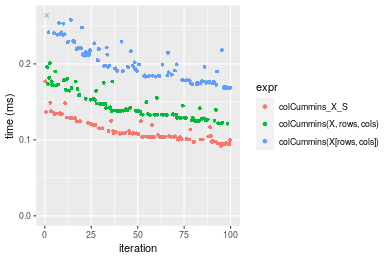 time (ms)
0.2
0.1
0.0
0
25
50
75
100
iteration
expr
colCummins_X_S
colCummins(X, rows, cols)
colCummins(X[rows, cols])